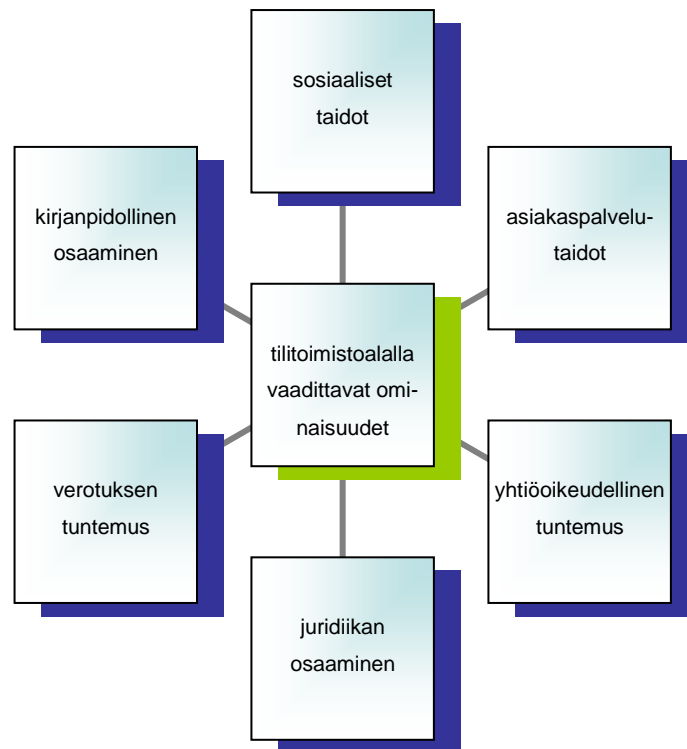 sosiaaliset
taidot
kirjanpidollinen
osaaminen
asiakaspalvelu-
taidot
tilitoimistoalalla
vaadittavat omi-
naisuudet
verotuksen
tuntemus
yhtiöoikeudellinen
tuntemus
juridiikan
osaaminen